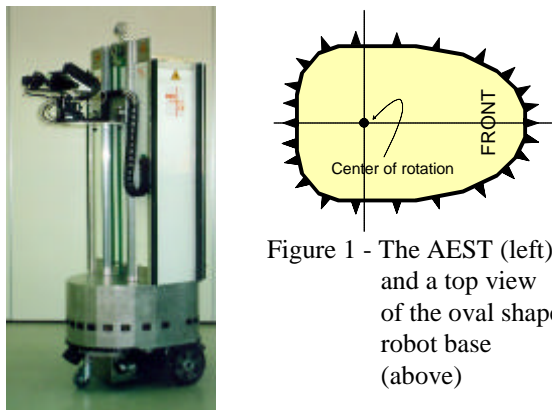 FRONT
Center of rotation
Figure 1 - The AEST (left)
and a top view
of the oval shape
robot base
(above)